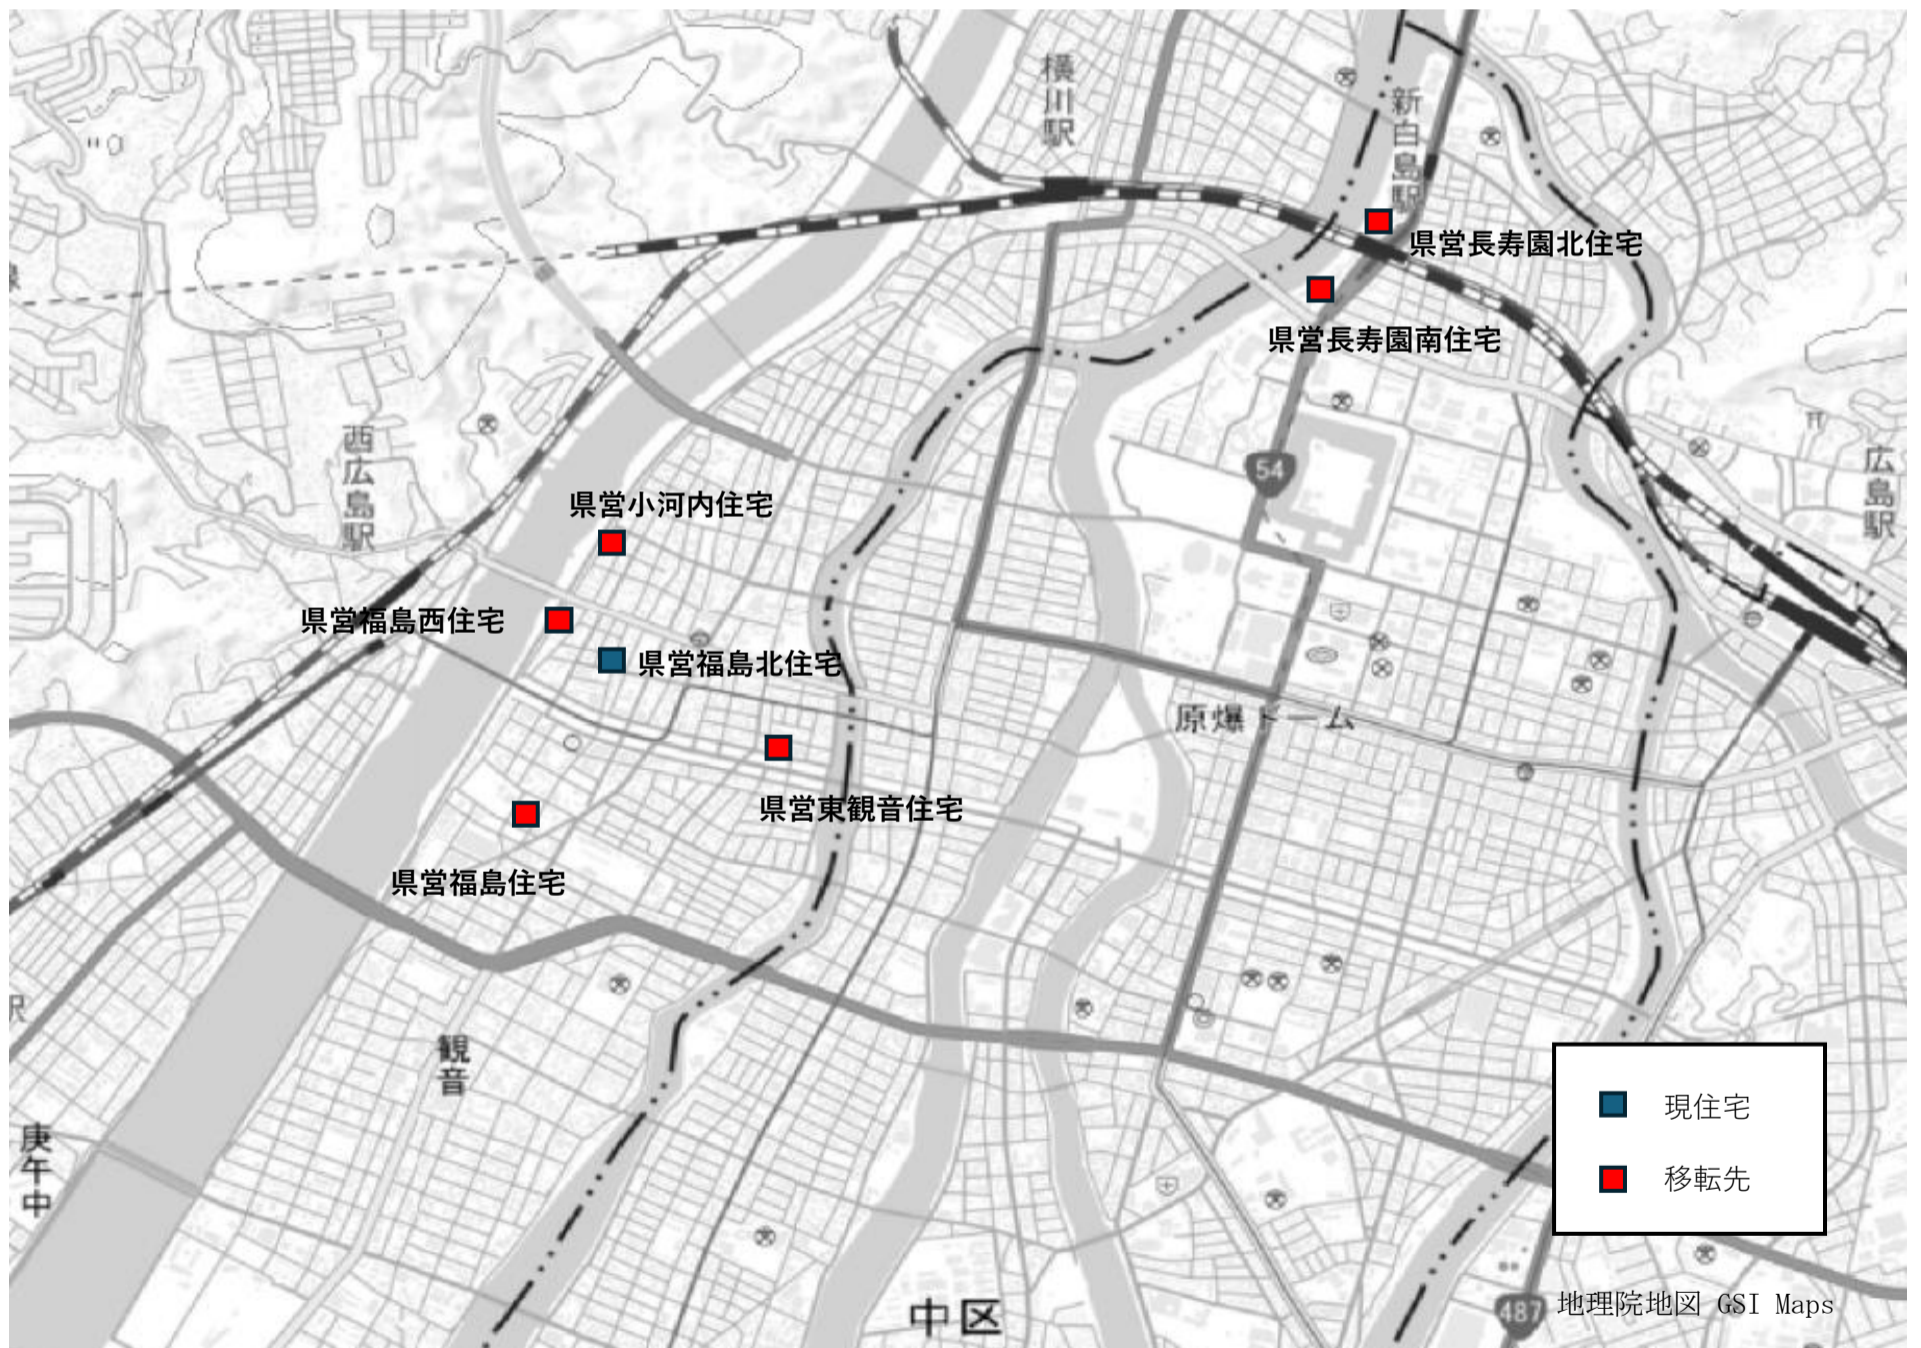 横川駅
新白島駅
県営長寿園北住宅
県営長寿園南住宅
西広島駅
54
広島駅
県営小河内住宅
県営福島西住宅
県営福島北住宅
原爆ドーム
県営東観音住宅
県営福島住宅
駅
観音
庚午中
現住宅
移転先
中区
487
地理院地図 GSI Maps